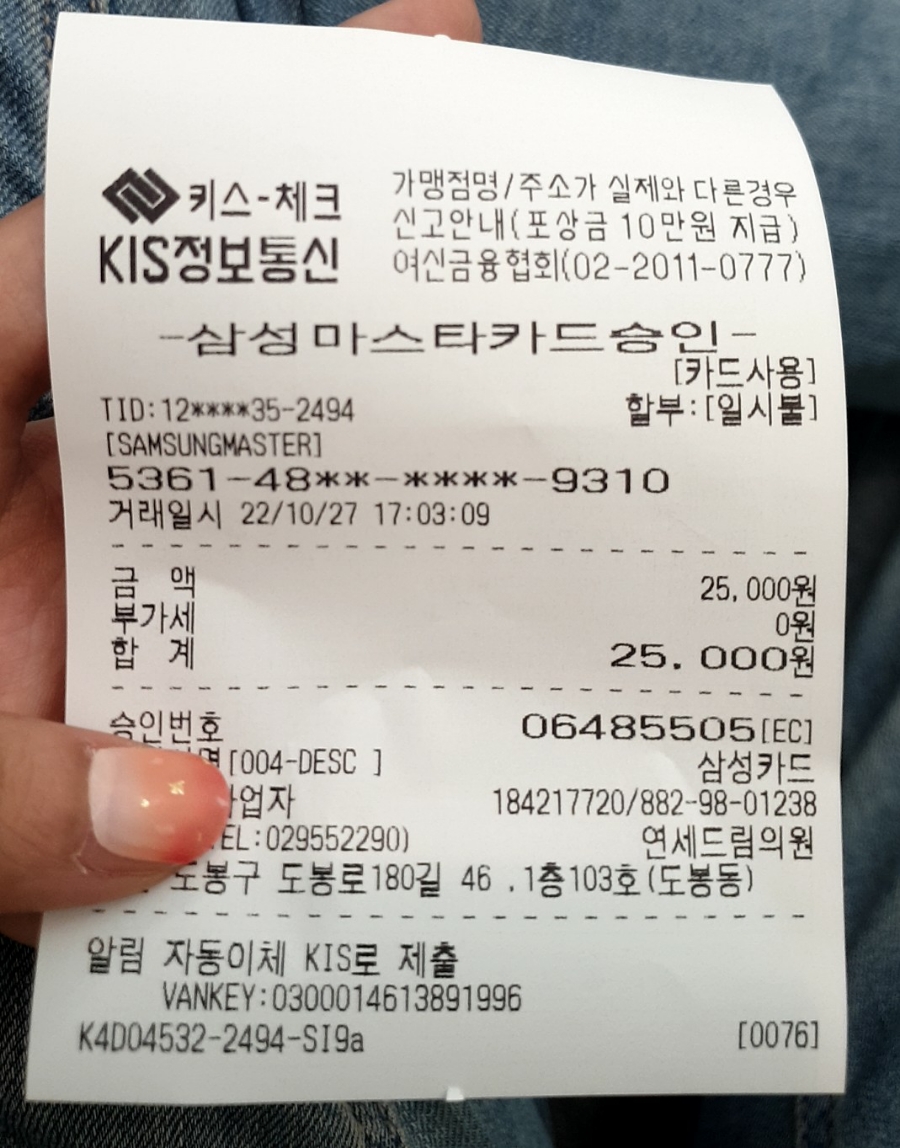 키스-체크
KIS정보통신
가맹점명/주소가 실제와 다른경우
신고안내(포상금 10만원 지급)
여신금융협회(02-2011-0777)
-삼성마스타카드승인-
[카드사용]
TID:12****35-2494 할부:[일시불]
[SAMSUNGMASTER]
5361-48**-****-9310
거래일시 22/10/27 17:03:09
금 액 25,000원
부가세 0원
합 계 25.000원
승인번호 06485505[EC]
[004-DESC ] 삼성카드
184217720/882-98-01238
:029552290) 연세드림의원
도봉구 도봉로180길 46 .1층103호(도봉동)
알림 자동이체 KIS로 제출
VANKEY:0300014613891996
K4D04532-2494-SI9a [0076]